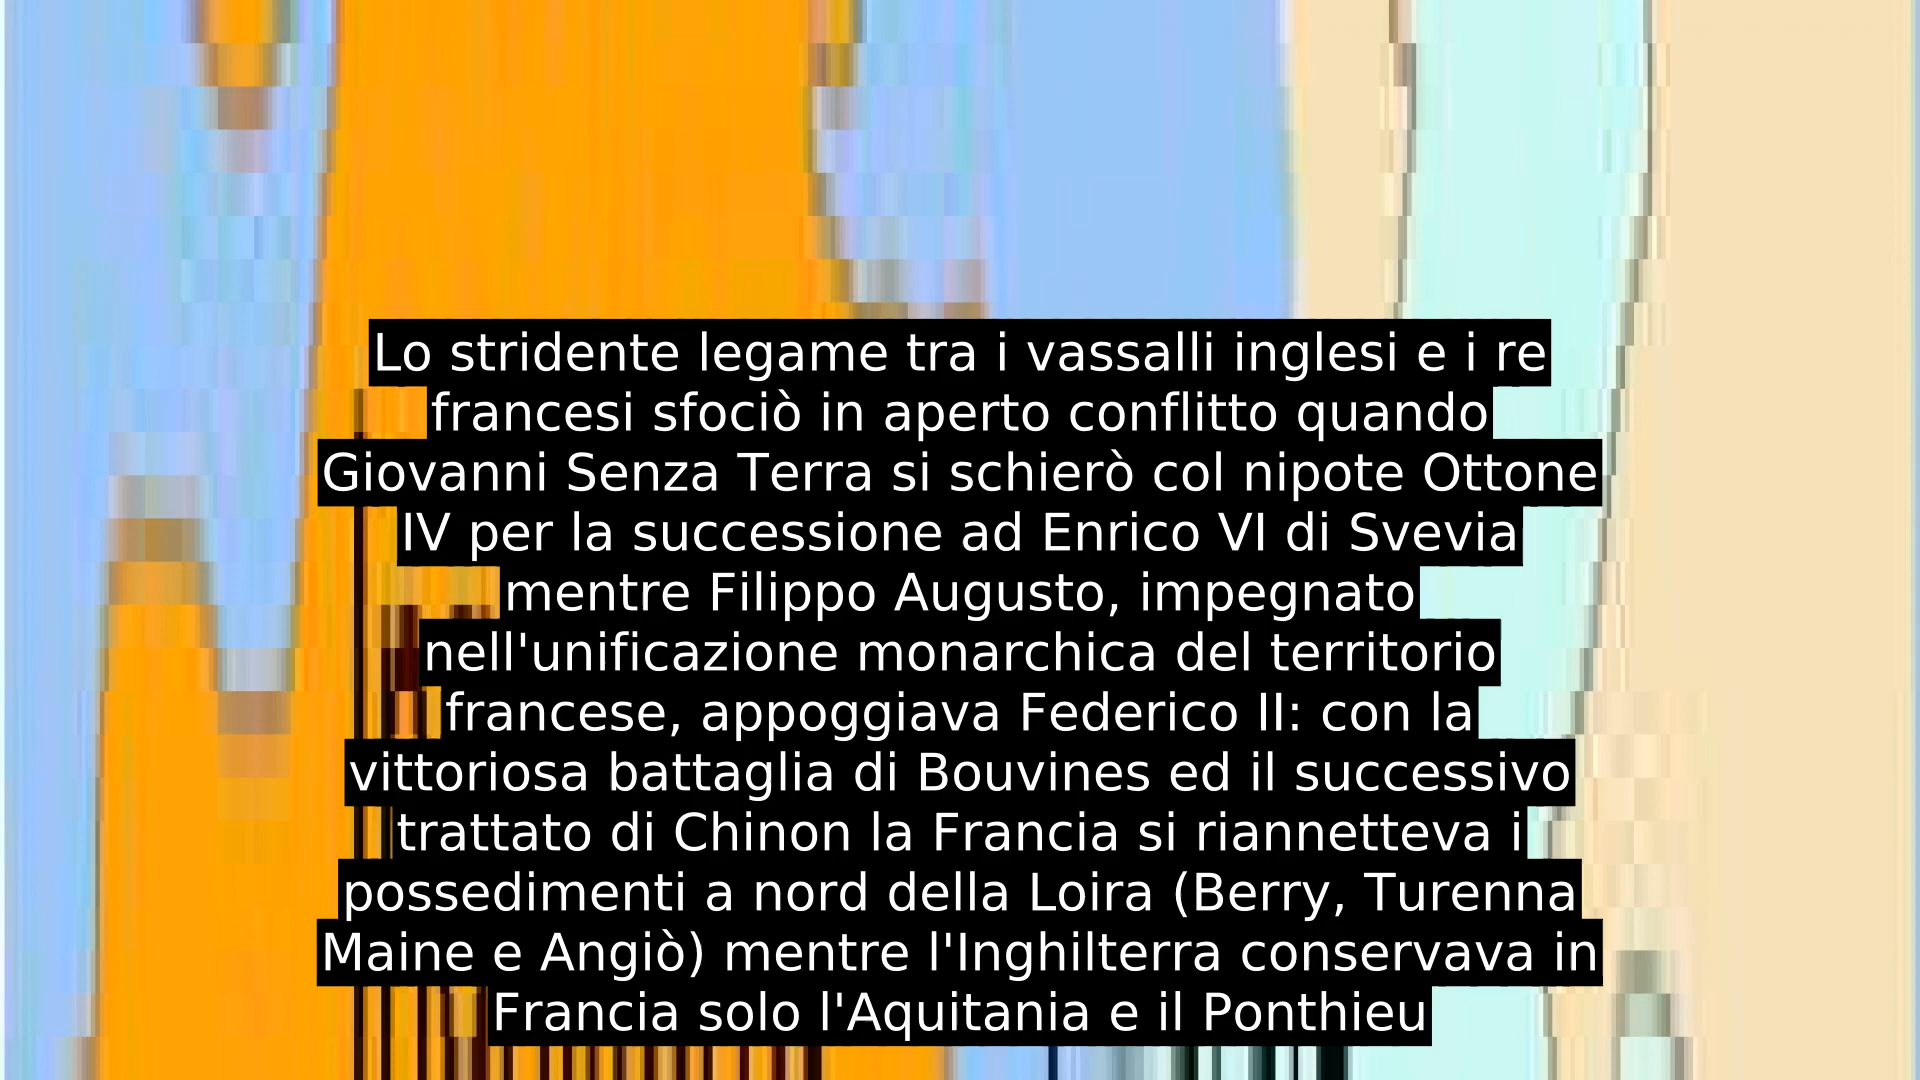 Lo stridente legame tra i vassalli inglesi e i re
francesi sfociò in aperto conflitto quando
Giovanni Senza Terra si schierò col nipote Ottone
IV per la successione ad Enrico VI di Svevia
mentre Filippo Augusto, impegnato
nell'unificazione monarchica del territorio
francese, appoggiava Federico II: con la
vittoriosa battaglia di Bouvines ed il successivo
trattato di Chinon la Francia si riannetteva i
possedimenti a nord della Loira (Berry, Turenna
Maine e Angiò) mentre l'Inghilterra conservava in
Francia solo l'Aquitania e il Ponthieu